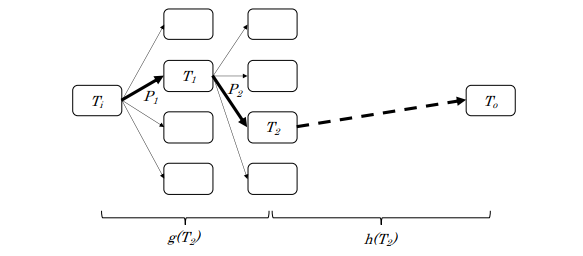 T₁
P₂
Tᵢ
P₁
T₂
Tₒ
g(T₂)
h(T₂)